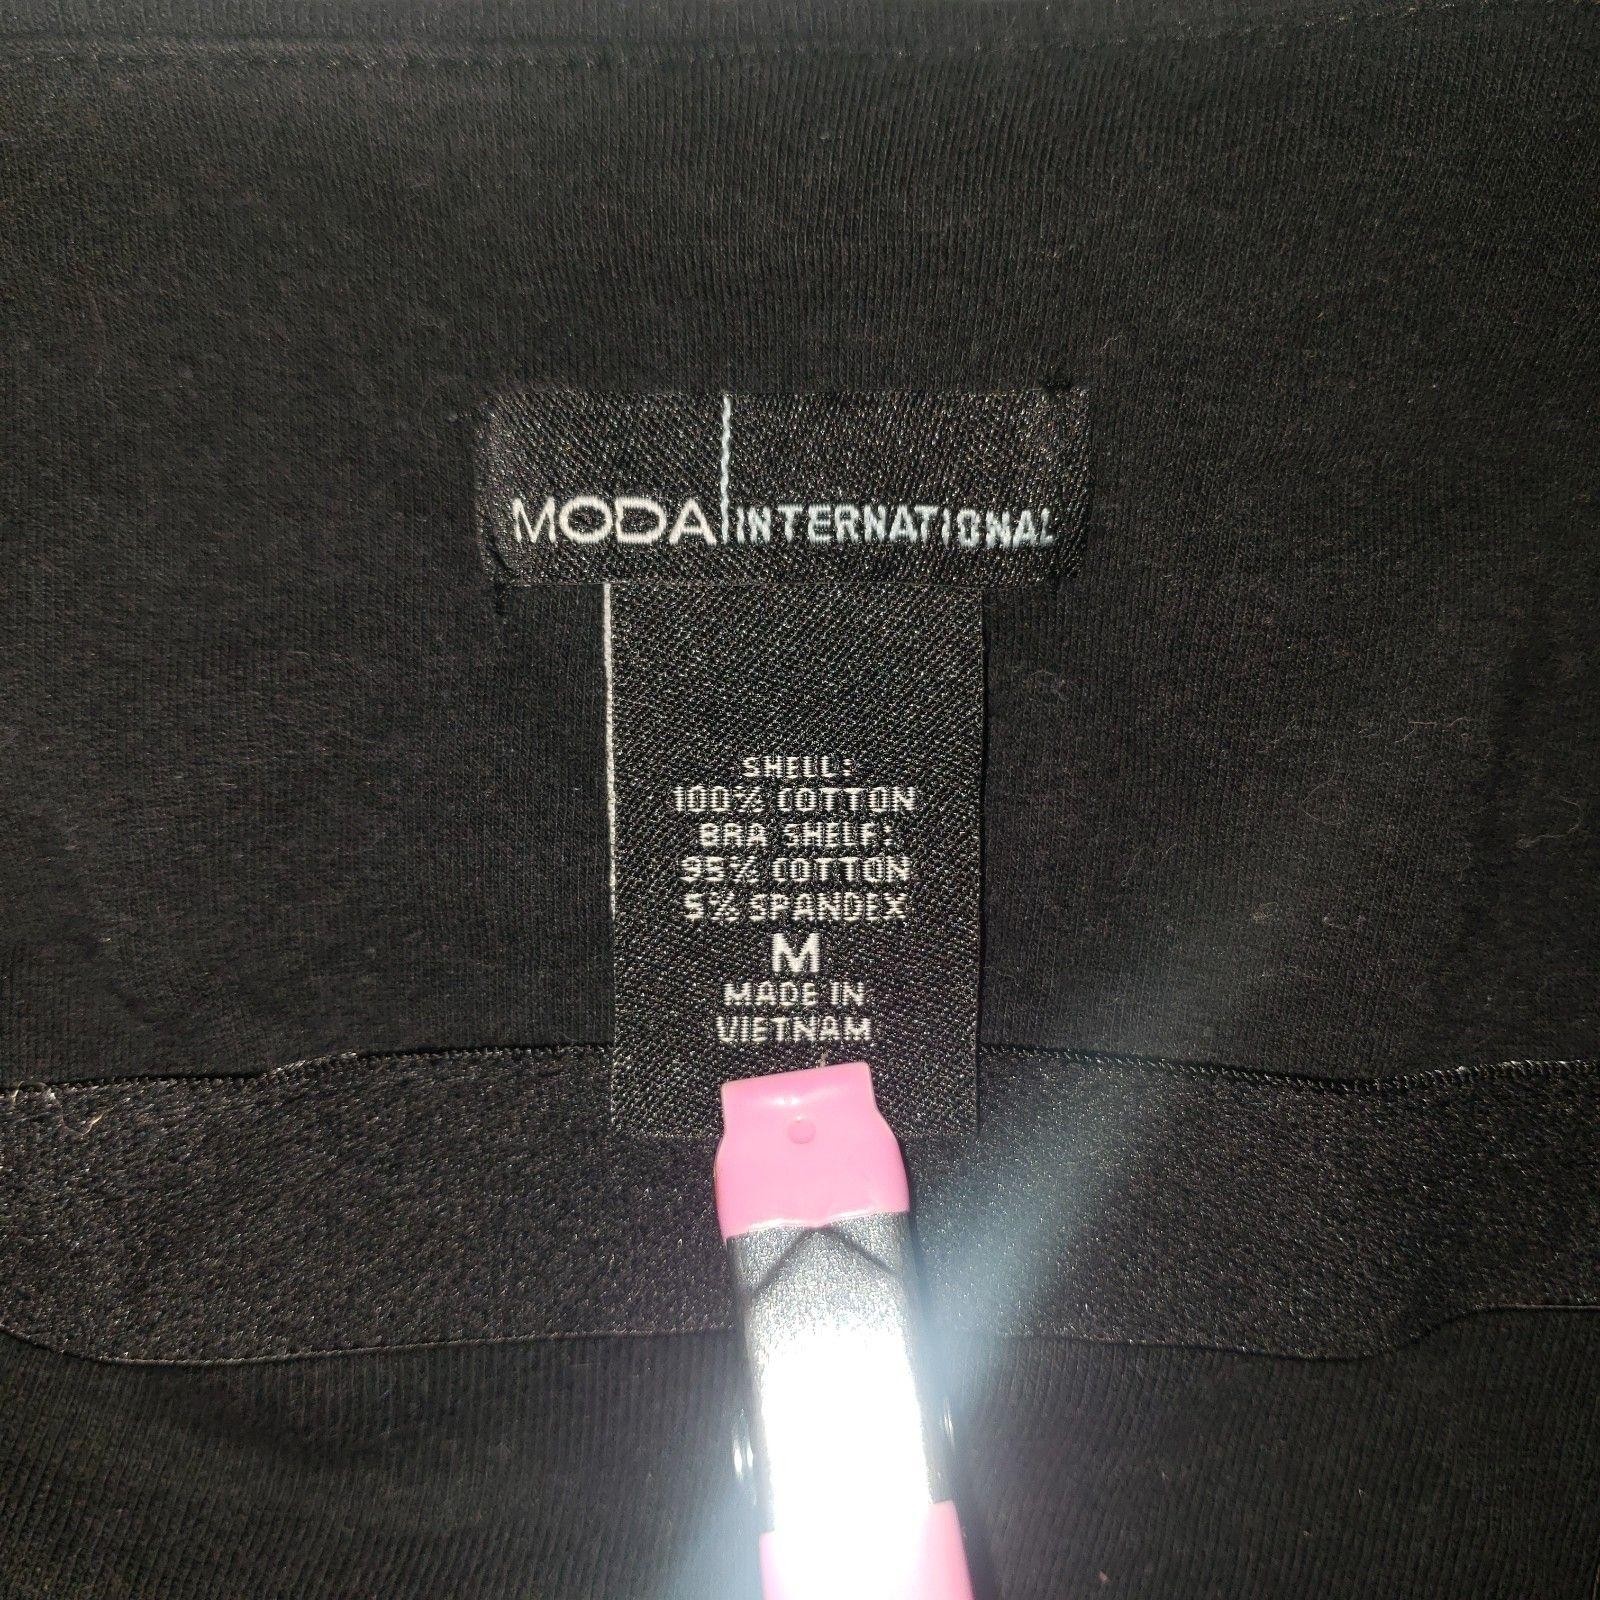 MODA INTERNATIONAL
SHELL:
100% COTTON
BRA SHELF:
95% COTTON
5% SPANDEX
M
MADE IN
VIETNAM